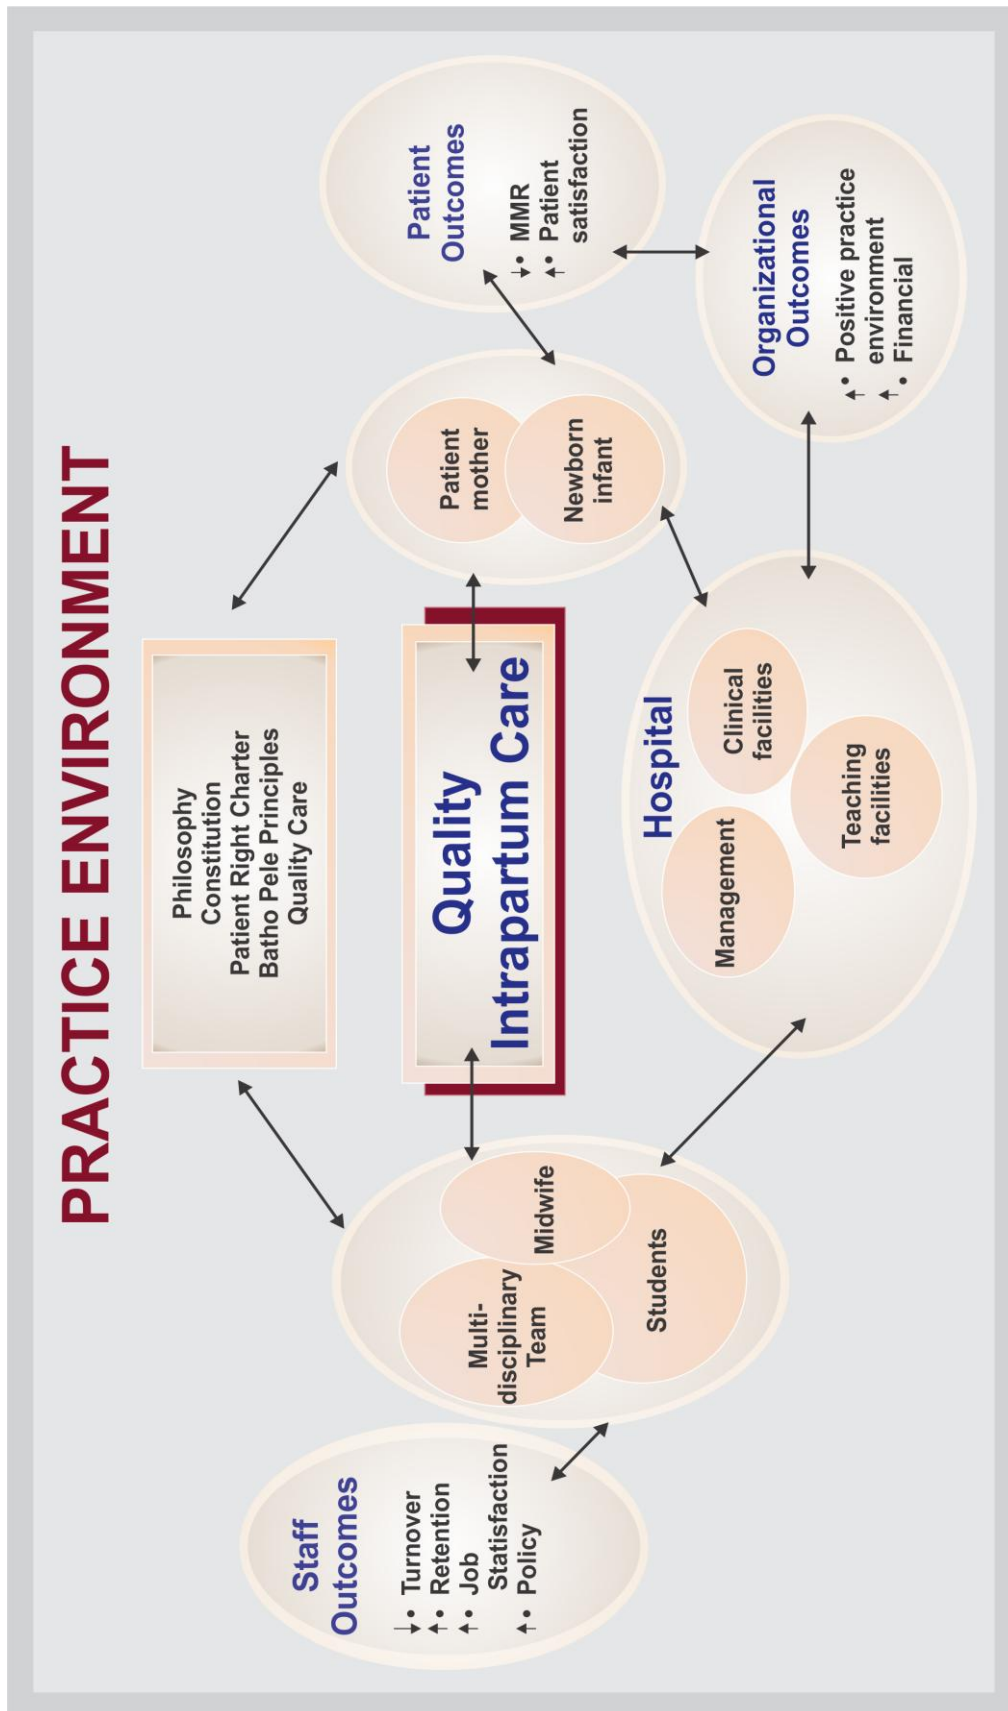 PRACTICE ENVIRONMENT
Philosophy
Constitution
Patient Right Charter
Batho Pele Principles
Quality Care
Staff
Outcomes
↓• Turnover
↑• Retention
↑• Job
Statisfaction
↑• Policy
Multi-
disciplinary
Team
Midwife
Students
Quality
Intrapartum Care
Patient
mother
Newborn
infant
Patient
Outcomes
↓• MMR
↑• Patient
satisfaction
Hospital
Management
Clinical
facilities
Teaching
facilities
Organizational
Outcomes
↑• Positive practice
environment
↑• Financial